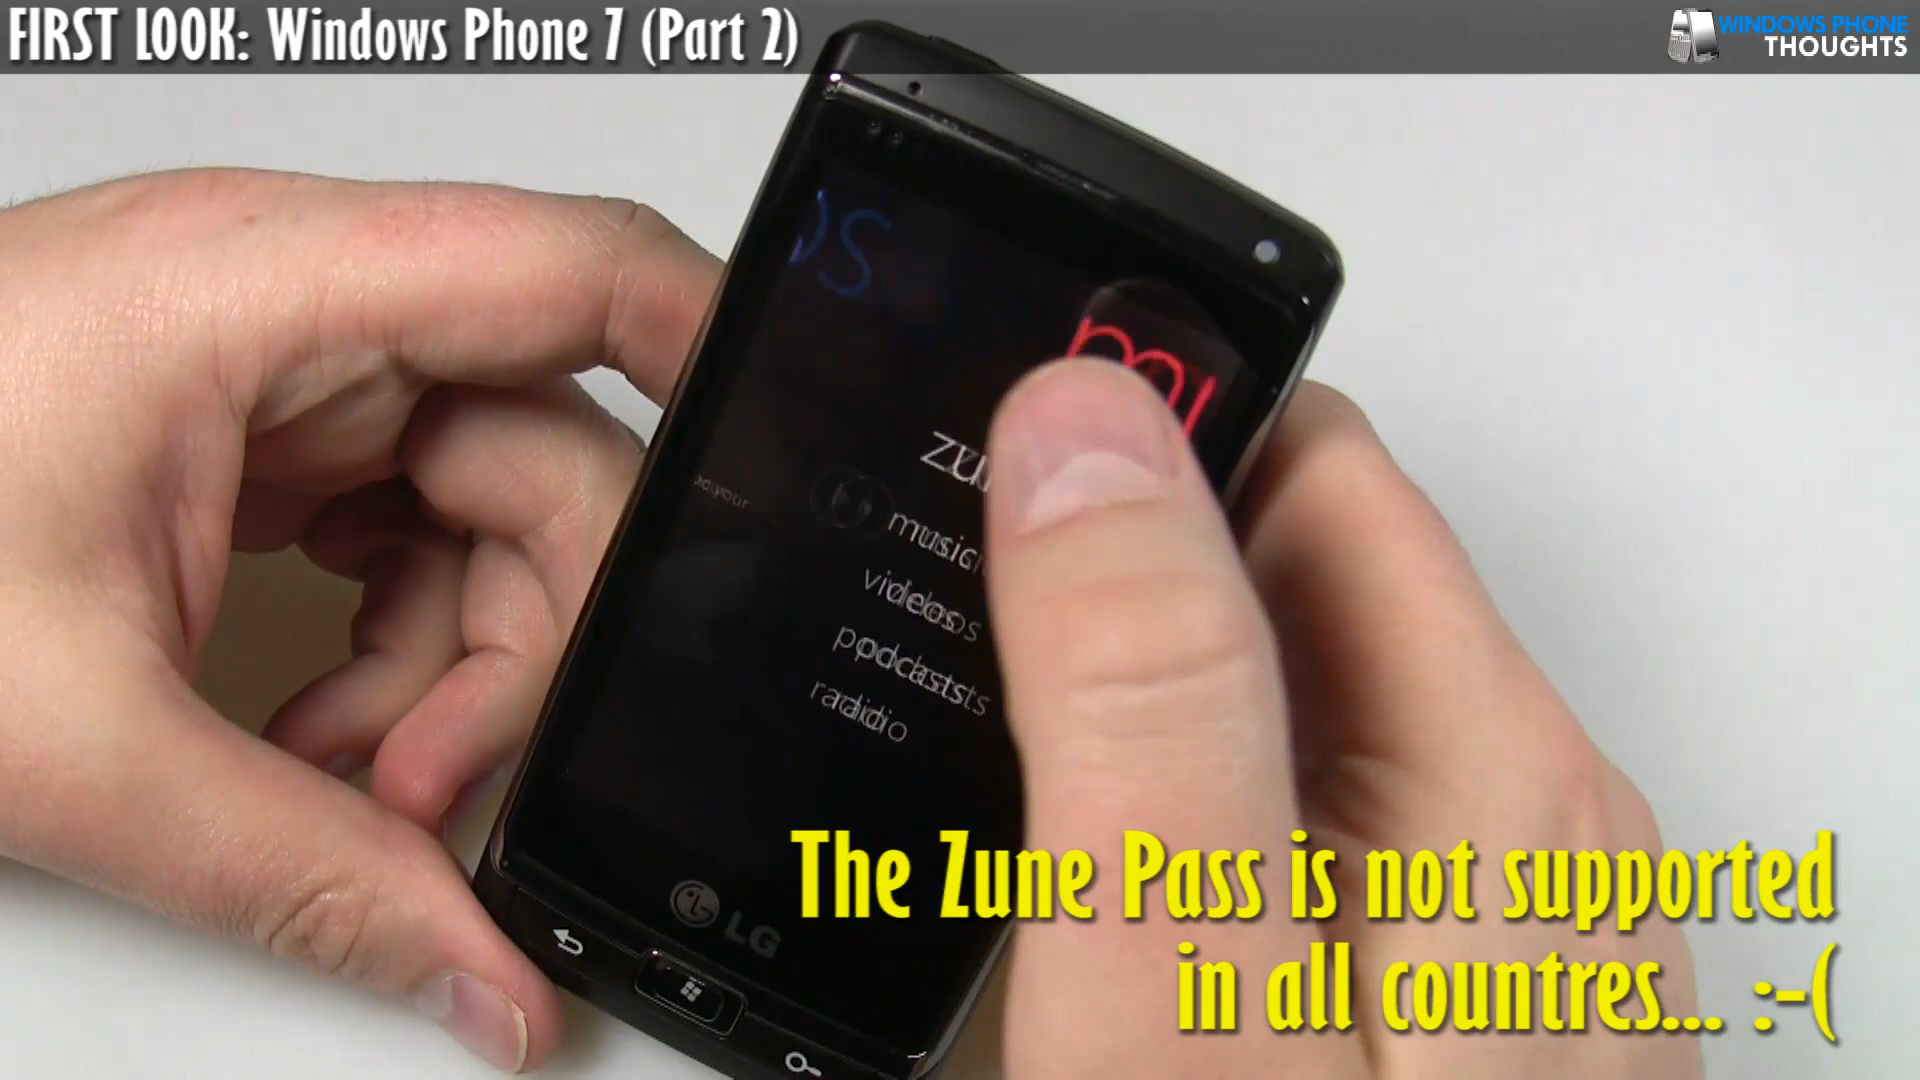 FIRST LOOK: Windows Phone 7 (Part 2)
WINDOWS PHONE
THOUGHTS
music
videos
podcasts
radio
LG
The Zune Pass is not supported
in all countres... :-(